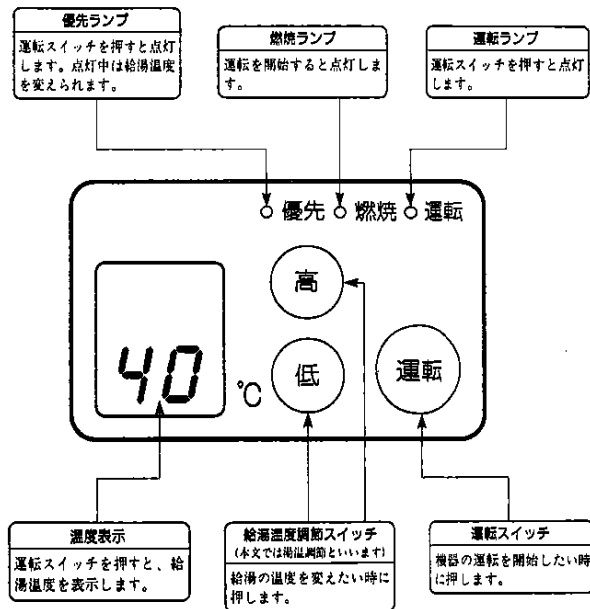 優先ランプ
運転スイッチを押すと点灯
します。点灯中は給湯温度
を変えられます。
燃焼ランプ
運転を開始すると点灯しま
す。
運転ランプ
運転スイッチを押すと点灯
します。
優先 燃焼 運転
高
40 ℃
低
運転
温度表示
運転スイッチを押すと、給
湯温度を表示します。
給湯温度調節スイッチ
(本文では湯温調節といいます)
給湯の温度を変えたい時に
押します。
運転スイッチ
機器の運転を開始したい時
に押します。